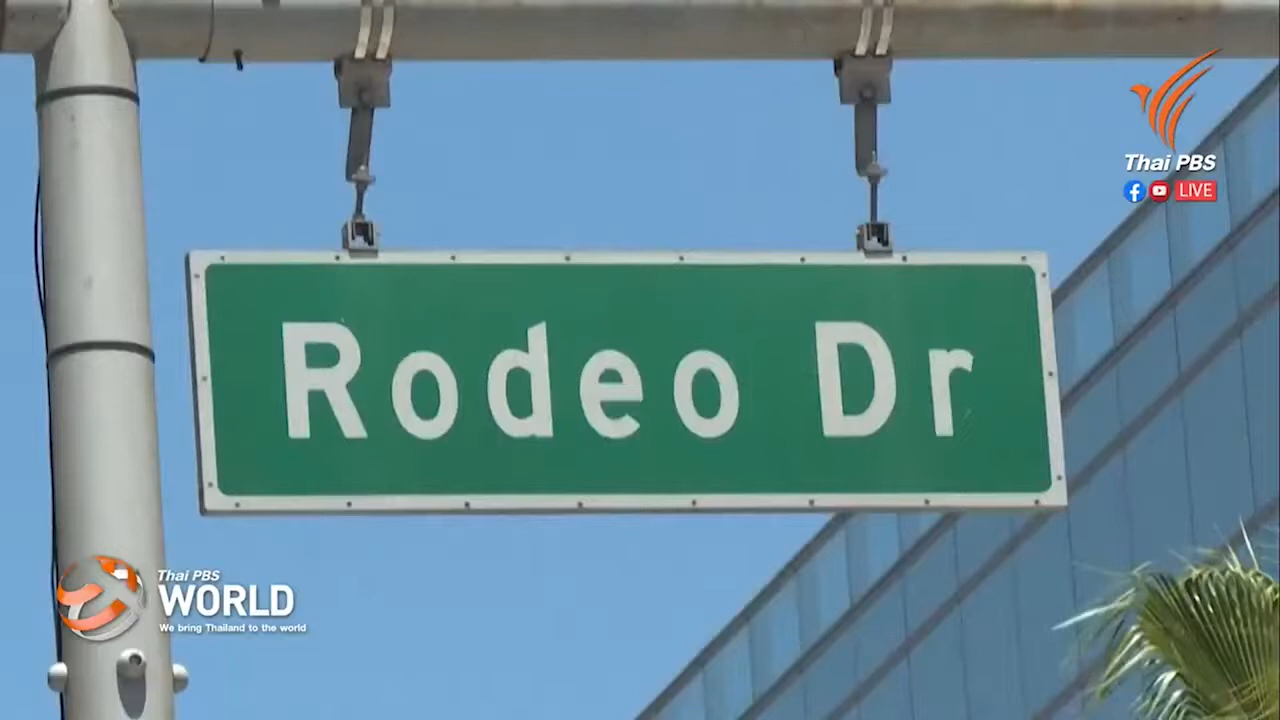 Thai PBS
LIVE
Rodeo Dr
Thai PBS
WORLD
We bring Thailand to the world